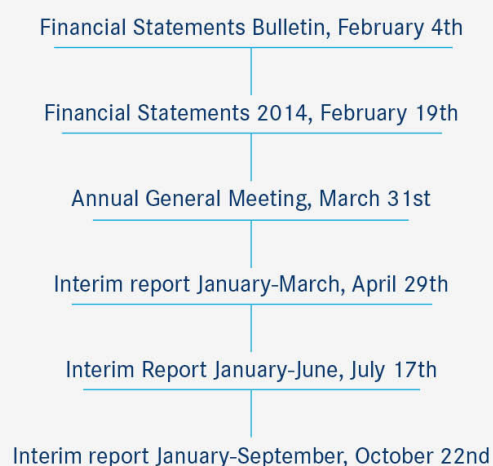 Financial Statements Bulletin, February 4th
Financial Statements 2014, February 19th
Annual General Meeting, March 31st
Interim report January-March, April 29th
Interim Report January-June, July 17th
Interim report January-September, October 22nd